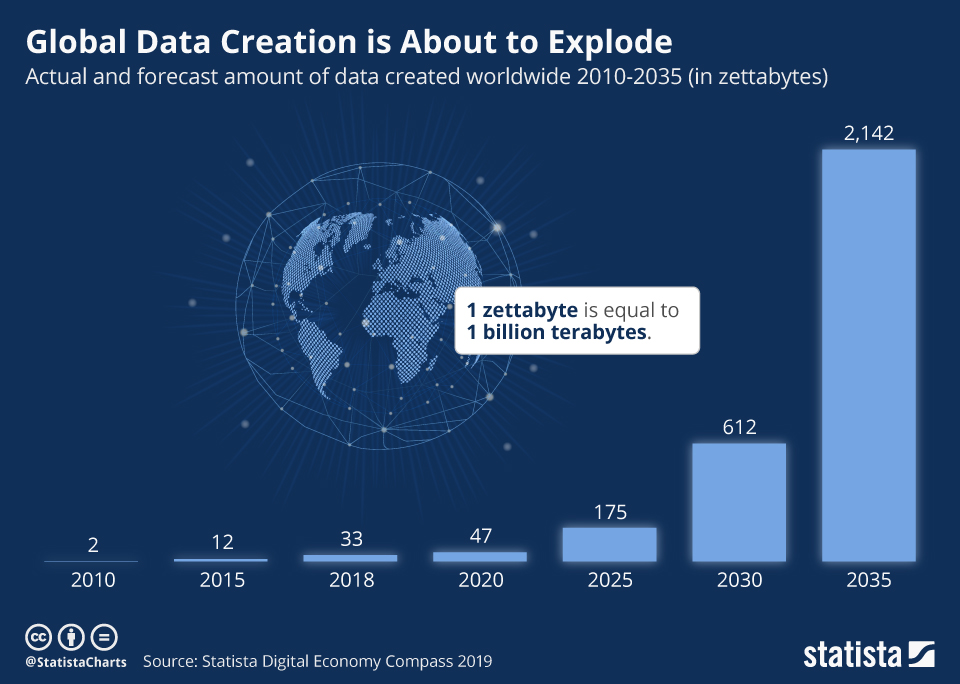 Global Data Creation is About to Explode
Actual and forecast amount of data created worldwide 2010-2035 (in zettabytes)
2,142
1 zettabyte is equal to
1 billion terabytes.
612
175
47
33
12
2
2010 2015 2018 2020 2025 2030 2035
cc
@StatistaCharts Source: Statista Digital Economy Compass 2019
statista